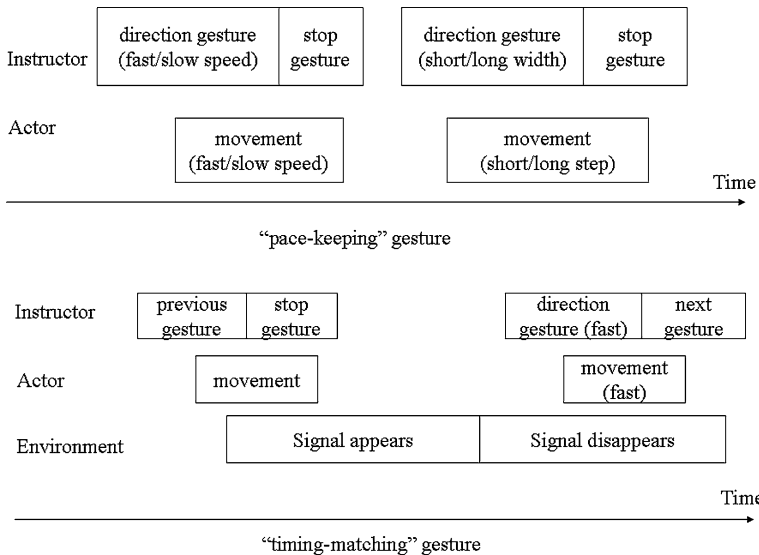 direction gesture
(fast/slow speed)
stop
gesture
direction gesture
(short/long width)
stop
gesture
Instructor
Actor
movement
(fast/slow speed)
movement
(short/long step)
Time
“pace-keeping” gesture
Instructor
previous
gesture
stop
gesture
direction
gesture (fast)
next
gesture
Actor
movement
movement
(fast)
Environment
Signal appears
Signal disappears
Time
“timing-matching” gesture